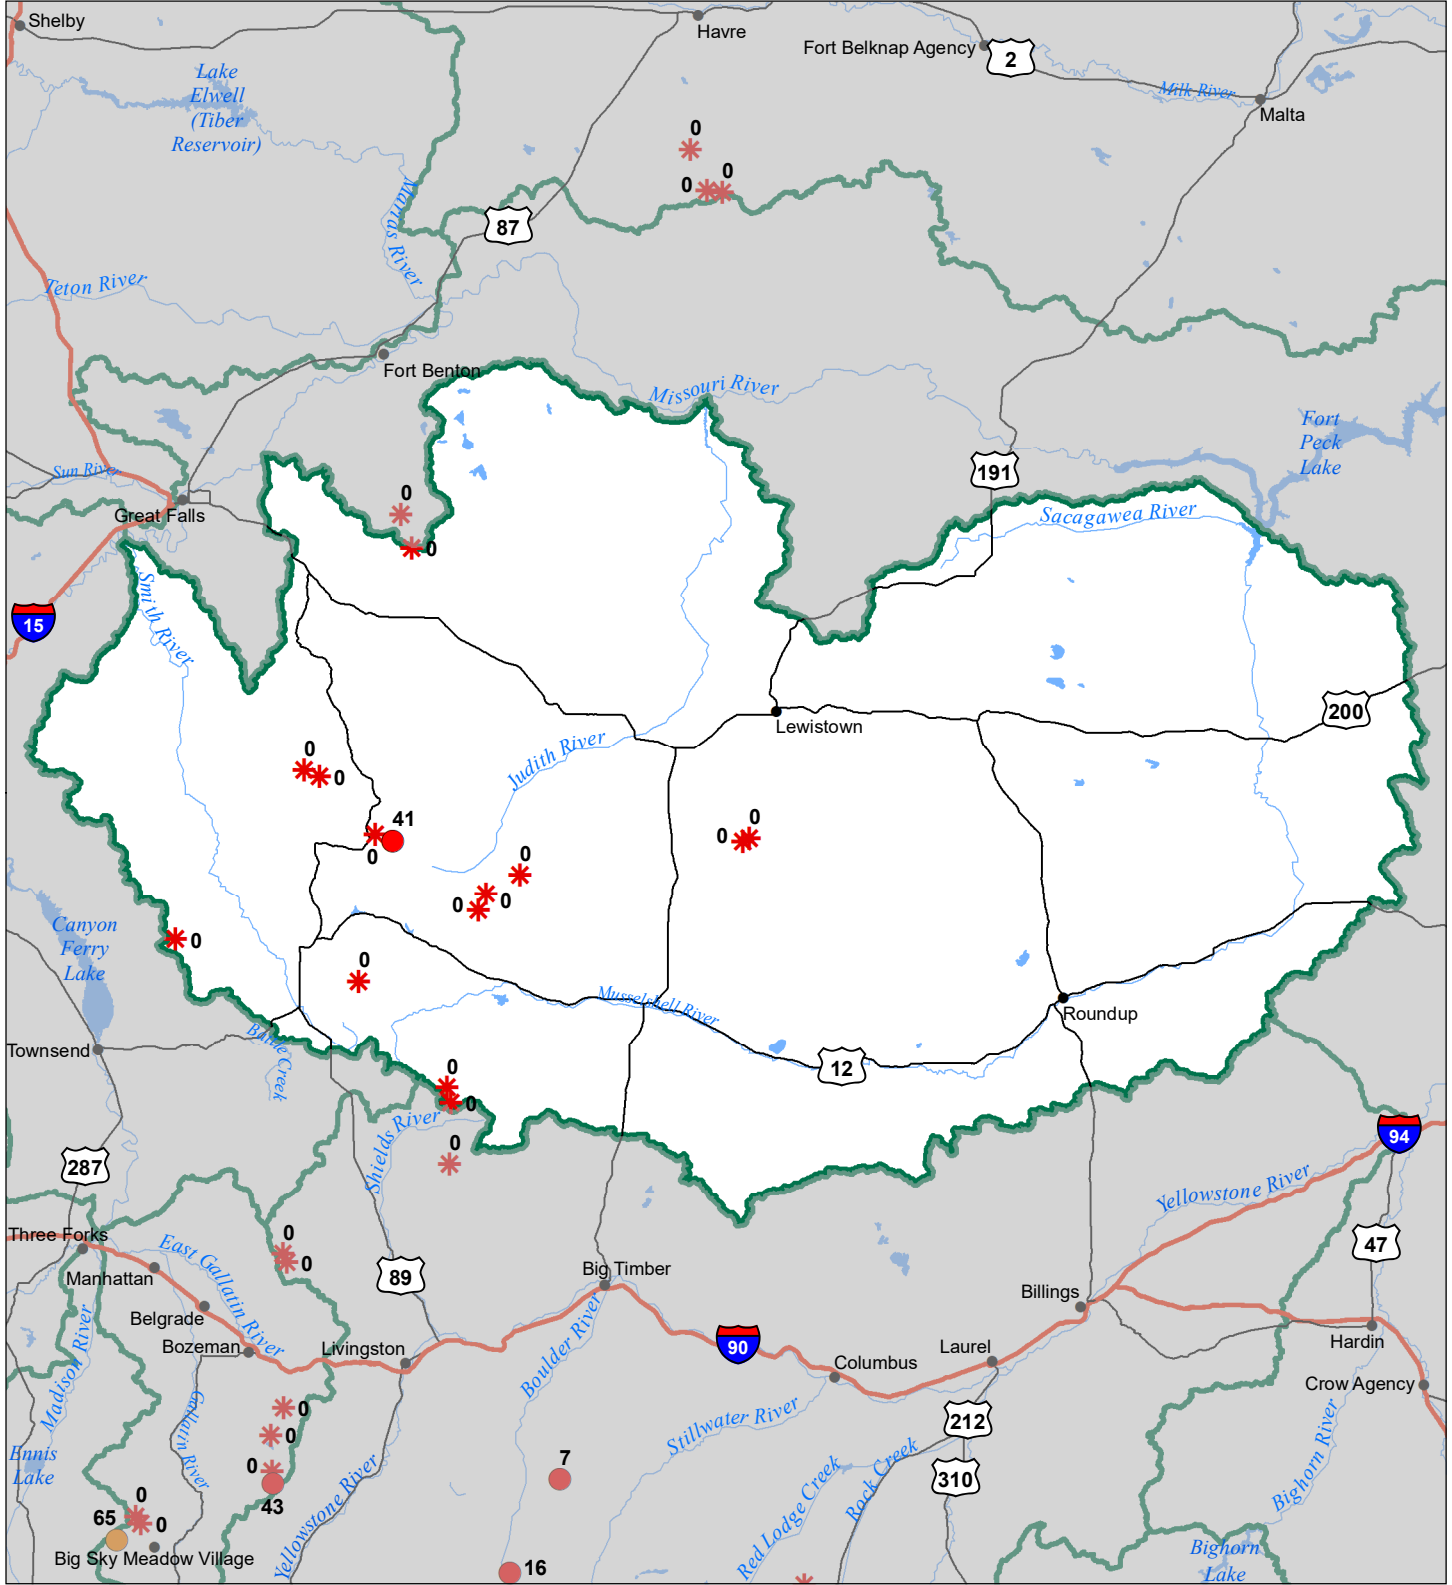 Shelby
Havre
Fort Belknap Agency
2
Lake
Elwell
(Tiber
Reservoir)
Milk River
Malta
0
0
0
Marias River
87
Teton River
Fort Benton
Missouri River
Fort
Peck
Lake
Sun River
191
Great Falls
0
0
Sacagawea River
Smith River
15
200
Lewistown
Judith River
0
0
41
0
0
0
0
0
0
Canyon
Ferry
Lake
0
0
Musselshell River
Roundup
Battle Creek
Townsend
12
0
0
Shields River
0
94
287
Yellowstone River
Three Forks
East Gallatin River
0
0
47
Manhattan
89
Big Timber
Billings
Belgrade
Bozeman
Livingston
Madison River
Boulder River
90
Columbus
Laurel
Hardin
Crow Agency
Gallatin River
0
0
212
Stillwater River
Ennis
Lake
0
43
7
310
Rock Creek
Red Lodge Creek
Bighorn River
Yellowstone River
0
65
0
Big Sky Meadow Village
16
Bighorn
Lake